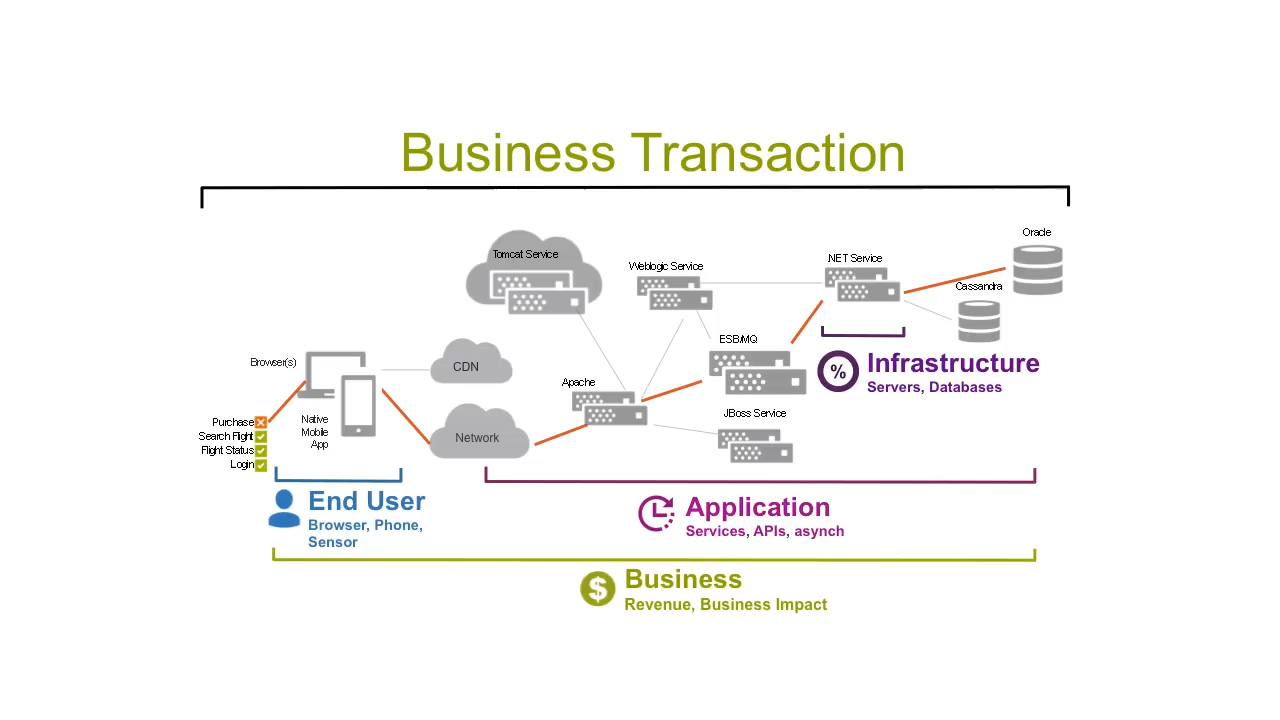 Business Transaction
Oracle
Tomcat Service
.NET Service
Weblogic Service
Cassandra
ESB/MQ
Browser(s)
CDN
%
Infrastructure
Servers, Databases
Apache
Purchase
Native
Mobile
App
JBoss Service
Search Flight
Network
Flight Status
Login
End User
Browser, Phone,
Sensor
Application
Services, APIs, asynch
$
Business
Revenue, Business Impact